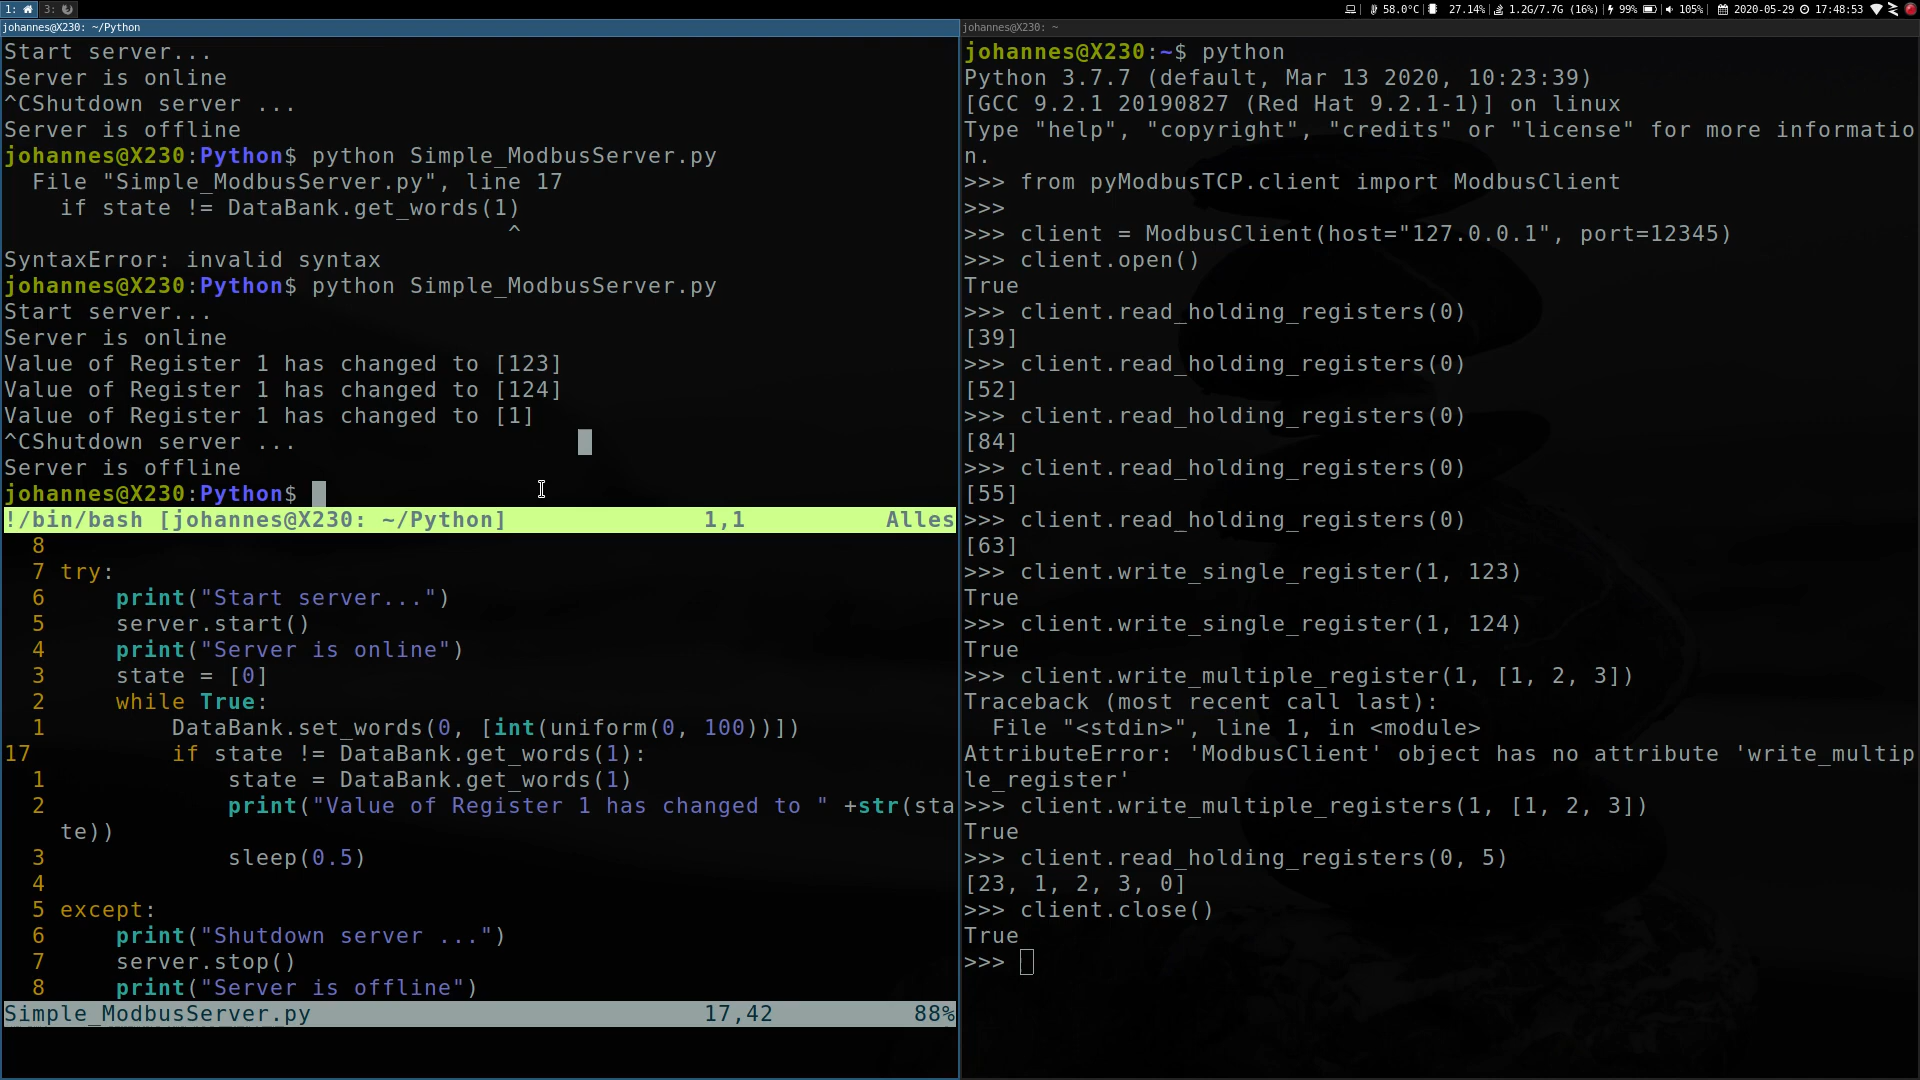 1:
3:
58.0°C
27.14%
1.2G/7.7G (16%)
99%
105%
2020-05-29
17:48:53
johannes@X230: ~/Python
Start server...
Server is online
^CShutdown server ...
Server is offline
johannes@X230:Python$ python Simple_ModbusServer.py
  File "Simple_ModbusServer.py", line 17
    if state != DataBank.get_words(1)
                                    ^
SyntaxError: invalid syntax
johannes@X230:Python$ python Simple_ModbusServer.py
Start server...
Server is online
Value of Register 1 has changed to [123]
Value of Register 1 has changed to [124]
Value of Register 1 has changed to [1]
^CShutdown server ...
Server is offline
johannes@X230:Python$
!/bin/bash [johannes@X230: ~/Python] 1,1 Alles
  8
  7 try:
  6     print("Start server...")
  5     server.start()
  4     print("Server is online")
  3     state = [0]
  2     while True:
  1         DataBank.set_words(0, [int(uniform(0, 100))])
17          if state != DataBank.get_words(1):
  1             state = DataBank.get_words(1)
  2             print("Value of Register 1 has changed to " +str(sta
    te))
  3             sleep(0.5)
  4
  5 except:
  6     print("Shutdown server ...")
  7     server.stop()
  8     print("Server is offline")
Simple_ModbusServer.py 17,42 88%
johannes@X230: ~
johannes@X230:~$ python
Python 3.7.7 (default, Mar 13 2020, 10:23:39)
[GCC 9.2.1 20190827 (Red Hat 9.2.1-1)] on linux
Type "help", "copyright", "credits" or "license" for more informatio
n.
>>> from pyModbusTCP.client import ModbusClient
>>>
>>> client = ModbusClient(host="127.0.0.1", port=12345)
>>> client.open()
True
>>> client.read_holding_registers(0)
[39]
>>> client.read_holding_registers(0)
[52]
>>> client.read_holding_registers(0)
[84]
>>> client.read_holding_registers(0)
[55]
>>> client.read_holding_registers(0)
[63]
>>> client.write_single_register(1, 123)
True
>>> client.write_single_register(1, 124)
True
>>> client.write_multiple_register(1, [1, 2, 3])
Traceback (most recent call last):
  File "<stdin>", line 1, in <module>
AttributeError: 'ModbusClient' object has no attribute 'write_multip
le_register'
>>> client.write_multiple_registers(1, [1, 2, 3])
True
>>> client.read_holding_registers(0, 5)
[23, 1, 2, 3, 0]
>>> client.close()
True
>>>